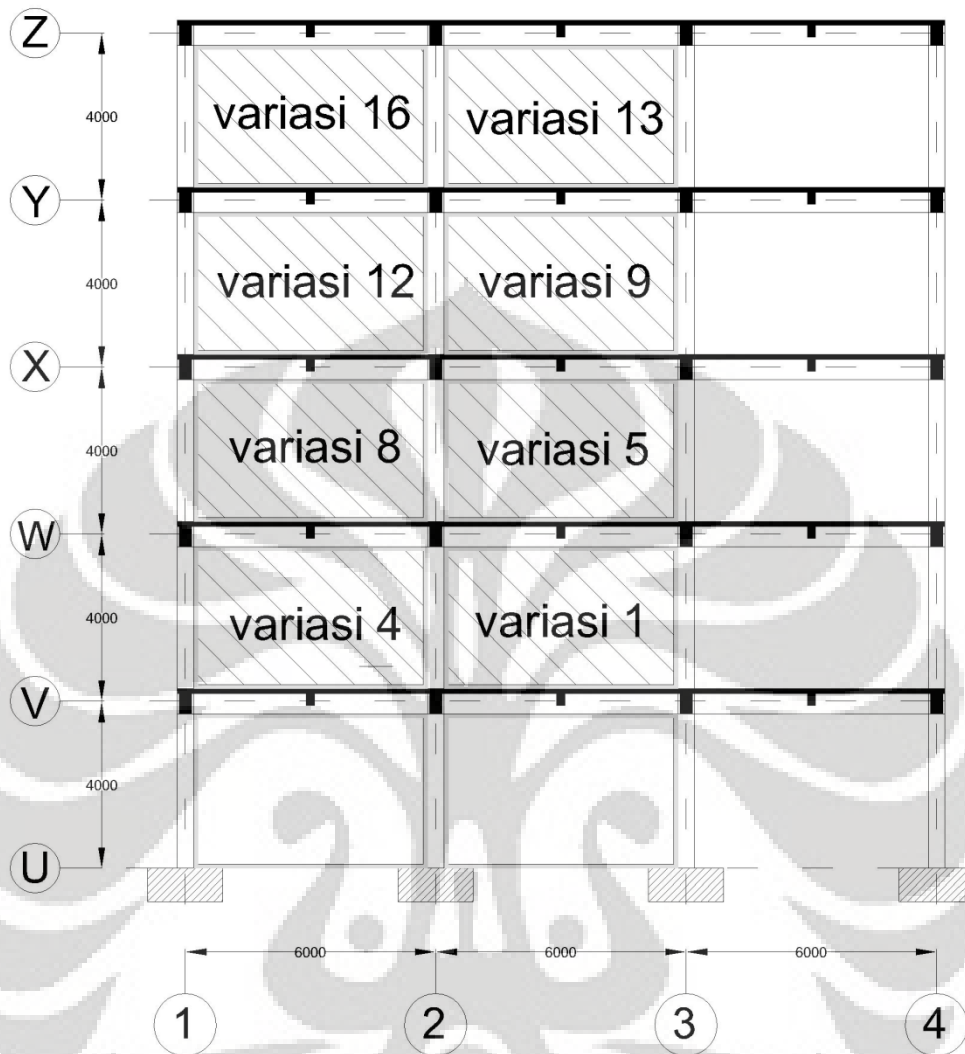 Z
4000
variasi 16 variasi 13
Y
4000
variasi 12 variasi 9
X
4000
variasi 8 variasi 5
W
4000
variasi 4 variasi 1
V
4000
U
6000 6000 6000
1 2 3 4